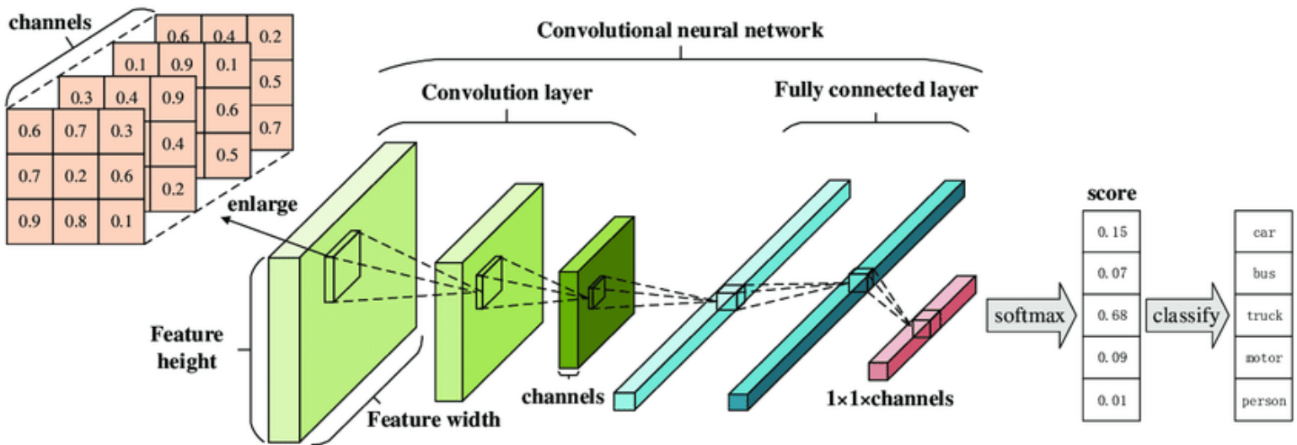 channels
0.6 0.4 0.2
0.1 0.9 0.1
0.5
0.3 0.4 0.9
0.6
0.6 0.7 0.3
0.7
0.4
0.5
0.7 0.2 0.6
0.2
0.9 0.8 0.1
enlarge
Convolutional neural network
Convolution layer
Fully connected layer
Feature
height
Feature width
channels
1×1×channels
softmax
score
0.15
0.07
0.68
0.09
0.01
classify
car
bus
truck
motor
person